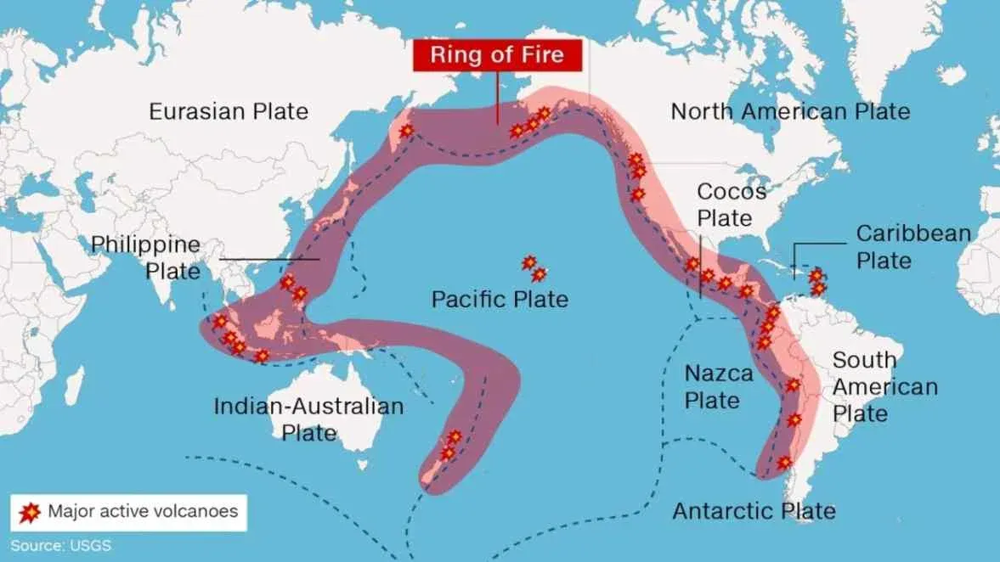 Ring of Fire
Eurasian Plate
North American Plate
Cocos
Plate
Caribbean
Plate
Philippine
Plate
Pacific Plate
Nazca
Plate
South
American
Plate
Indian-Australian
Plate
Antarctic Plate
Major active volcanoes
Source: USGS